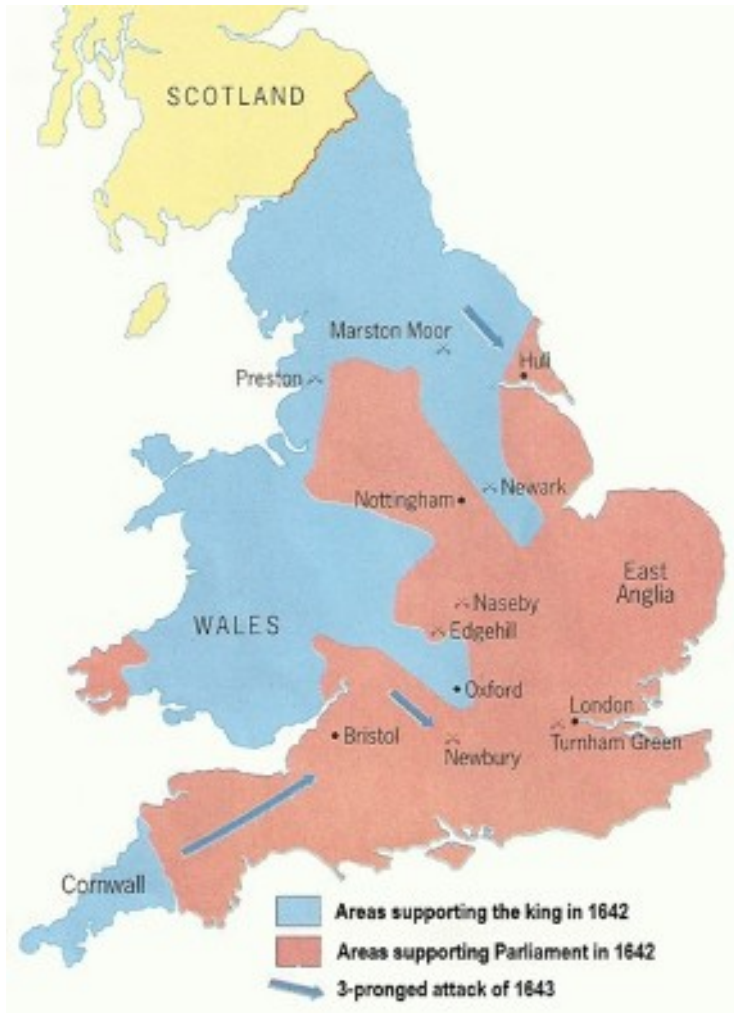 SCOTLAND
Marston Moor
Hull
Preston
Newark
Nottingham
East
Anglia
Naseby
WALES
Edgehill
Oxford
London
Bristol
Turnham Green
Newbury
Cornwall
Areas supporting the king in 1642
Areas supporting Parliament in 1642
3-pronged attack of 1643